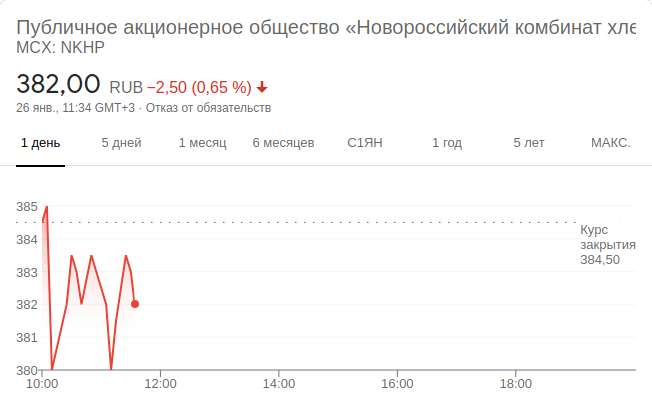 Публичное акционерное общество «Новороссийский комбинат хле
MCX: NKHP
382,00 RUB −2,50 (0,65 %)
26 янв., 11:34 GMT+3 · Отказ от обязательств
1 день 5 дней 1 месяц 6 месяцев С1ЯН 1 год 5 лет МАКС.
385
384
383
382
381
380
Курс
закрытия
384,50
10:00 12:00 14:00 16:00 18:00